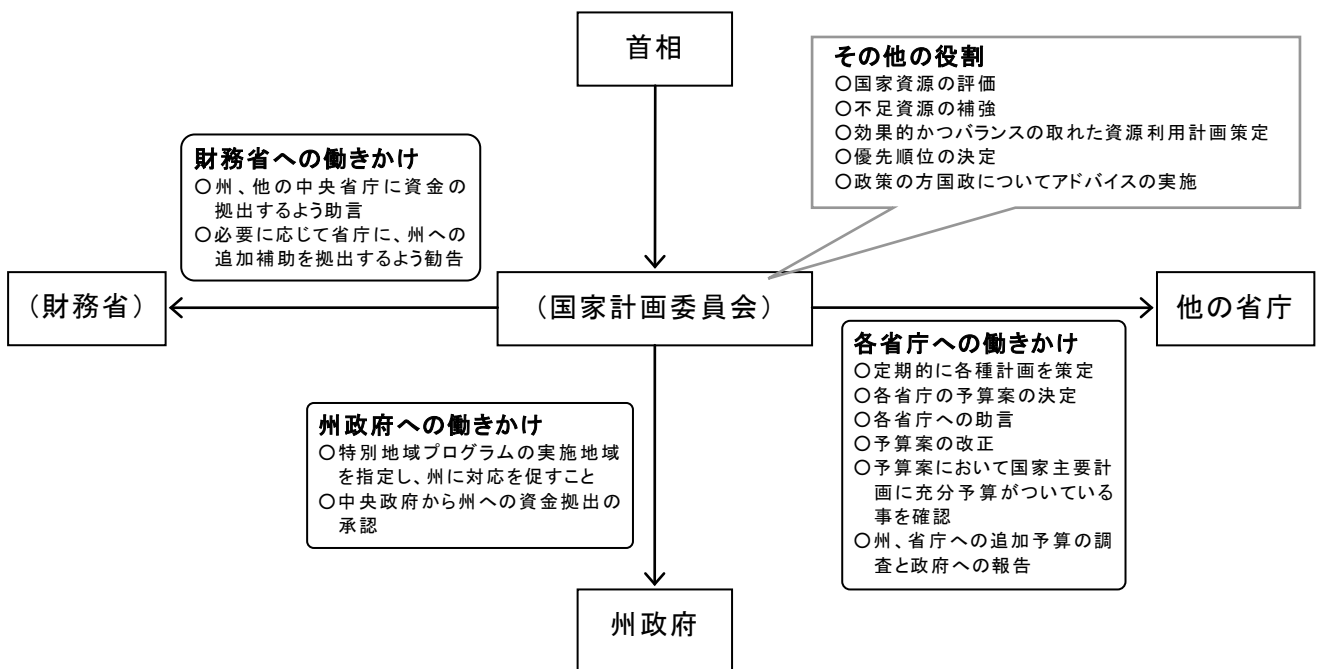 首相
その他の役割
○国家資源の評価
○不足資源の補強
○効果的かつバランスの取れた資源利用計画策定
○優先順位の決定
○政策の方国政についてアドバイスの実施
財務省への働きかけ
○州、他の中央省庁に資金の
拠出するよう助言
○必要に応じて省庁に、州への
追加補助を拠出するよう勧告
(財務省)
(国家計画委員会)
他の省庁
各省庁への働きかけ
○定期的に各種計画を策定
○各省庁の予算案の決定
○各省庁への助言
○予算案の改正
○予算案において国家主要計
画に充分予算がついている
事を確認
○州、省庁への追加予算の調
査と政府への報告
州政府への働きかけ
○特別地域プログラムの実施地域
を指定し、州に対応を促すこと
○中央政府から州への資金拠出の
承認
州政府